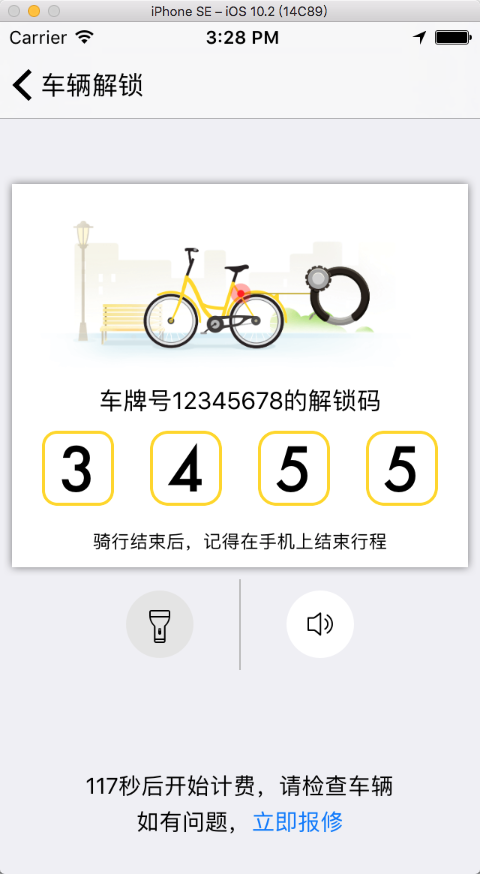 iPhone SE – iOS 10.2 (14C89)
Carrier 3:28 PM
车辆解锁
车牌号12345678的解锁码
3 4 5 5
骑行结束后，记得在手机上结束行程
117秒后开始计费，请检查车辆
如有问题，立即报修